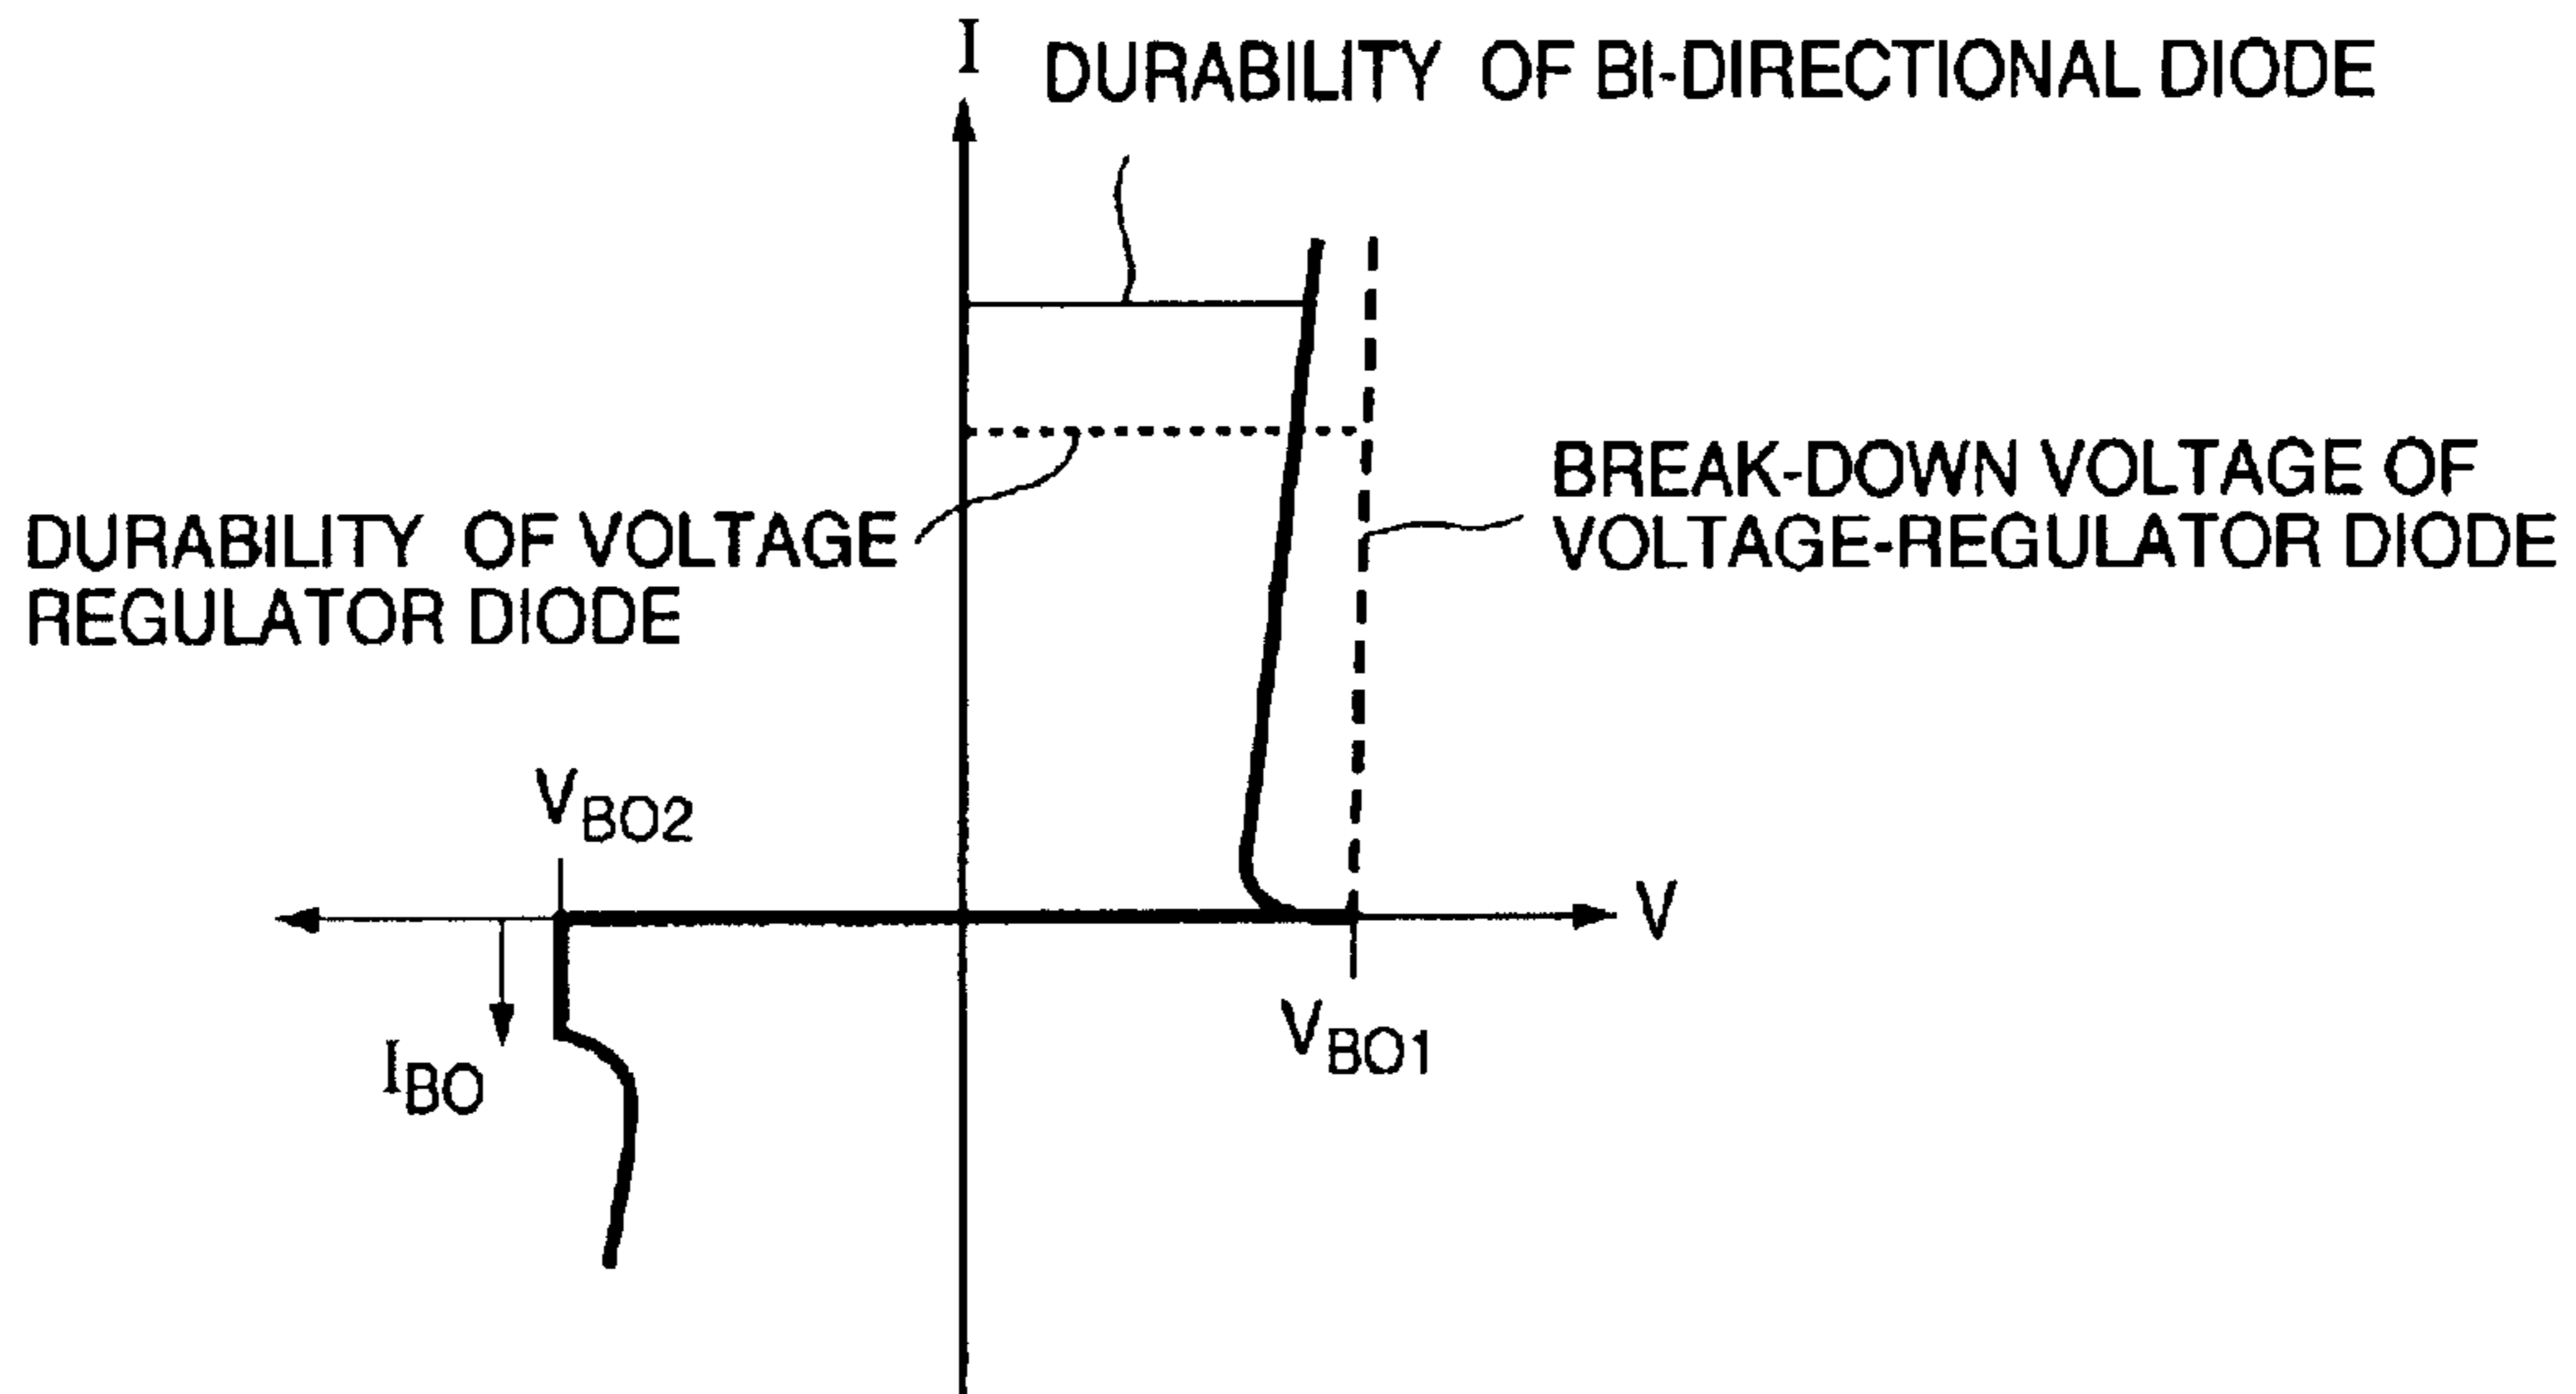 I
DURABILITY OF BI-DIRECTIONAL DIODE
BREAK-DOWN VOLTAGE OF
VOLTAGE-REGULATOR DIODE
DURABILITY OF VOLTAGE
REGULATOR DIODE
VBO2
V
VBO1
IBO